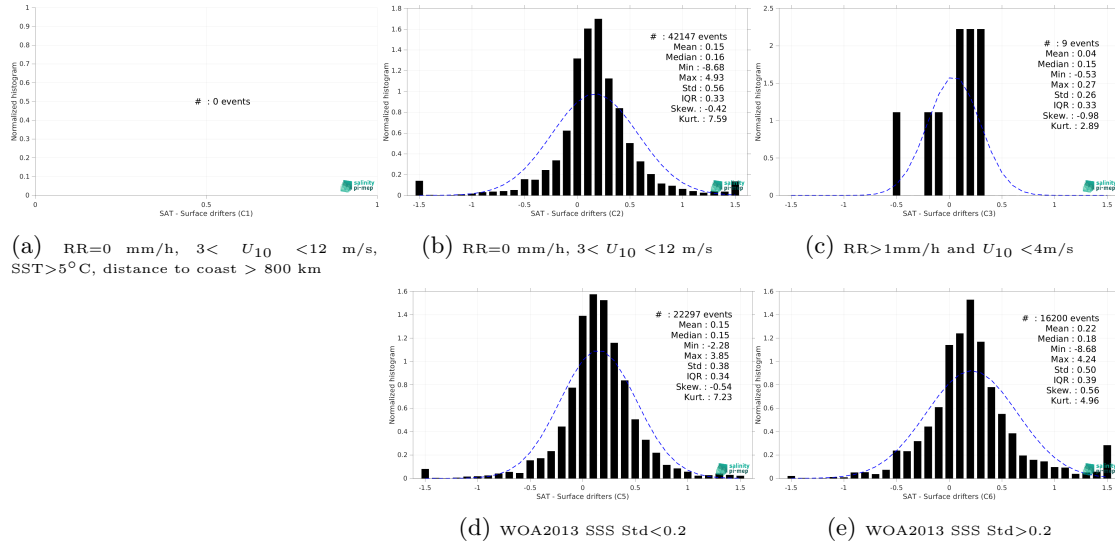 1
0.9
0.8
0.7
0.6
0.5
0.4
0.3
0.2
0.1
0
Normalized histogram
# : 0 events
0 0.5 1
SAT - Surface drifters (C1)
salinity
pi-mep
(a) RR=0 mm/h, 3< U10 <12 m/s,
SST>5°C, distance to coast > 800 km
1.8
1.6
1.4
1.2
1
0.8
0.6
0.4
0.2
0
Normalized histogram
# : 42147 events
Mean : 0.15
Median : 0.16
Min : -8.68
Max : 4.93
Std : 0.56
IQR : 0.33
Skew. : -0.42
Kurt. : 7.59
-1.5 -1 -0.5 0 0.5 1 1.5
SAT - Surface drifters (C2)
salinity
pi-mep
(b) RR=0 mm/h, 3< U10 <12 m/s
2.5
2
1.5
1
0.5
0
Normalized histogram
# : 9 events
Mean : 0.04
Median : 0.15
Min : -0.53
Max : 0.27
Std : 0.26
IQR : 0.33
Skew. : -0.98
Kurt. : 2.89
-1.5 -1 -0.5 0 0.5 1 1.5
SAT - Surface drifters (C3)
salinity
pi-mep
(c) RR>1mm/h and U10 <4m/s
1.6
1.4
1.2
1
0.8
0.6
0.4
0.2
0
Normalized histogram
# : 22297 events
Mean : 0.15
Median : 0.15
Min : -2.28
Max : 3.85
Std : 0.38
IQR : 0.34
Skew. : -0.54
Kurt. : 7.23
-1.5 -1 -0.5 0 0.5 1 1.5
SAT - Surface drifters (C5)
salinity
pi-mep
(d) WOA2013 SSS Std<0.2
1.6
1.4
1.2
1
0.8
0.6
0.4
0.2
0
Normalized histogram
# : 16200 events
Mean : 0.22
Median : 0.18
Min : -8.68
Max : 4.24
Std : 0.50
IQR : 0.39
Skew. : 0.56
Kurt. : 4.96
-1.5 -1 -0.5 0 0.5 1 1.5
SAT - Surface drifters (C6)
salinity
pi-mep
(e) WOA2013 SSS Std>0.2